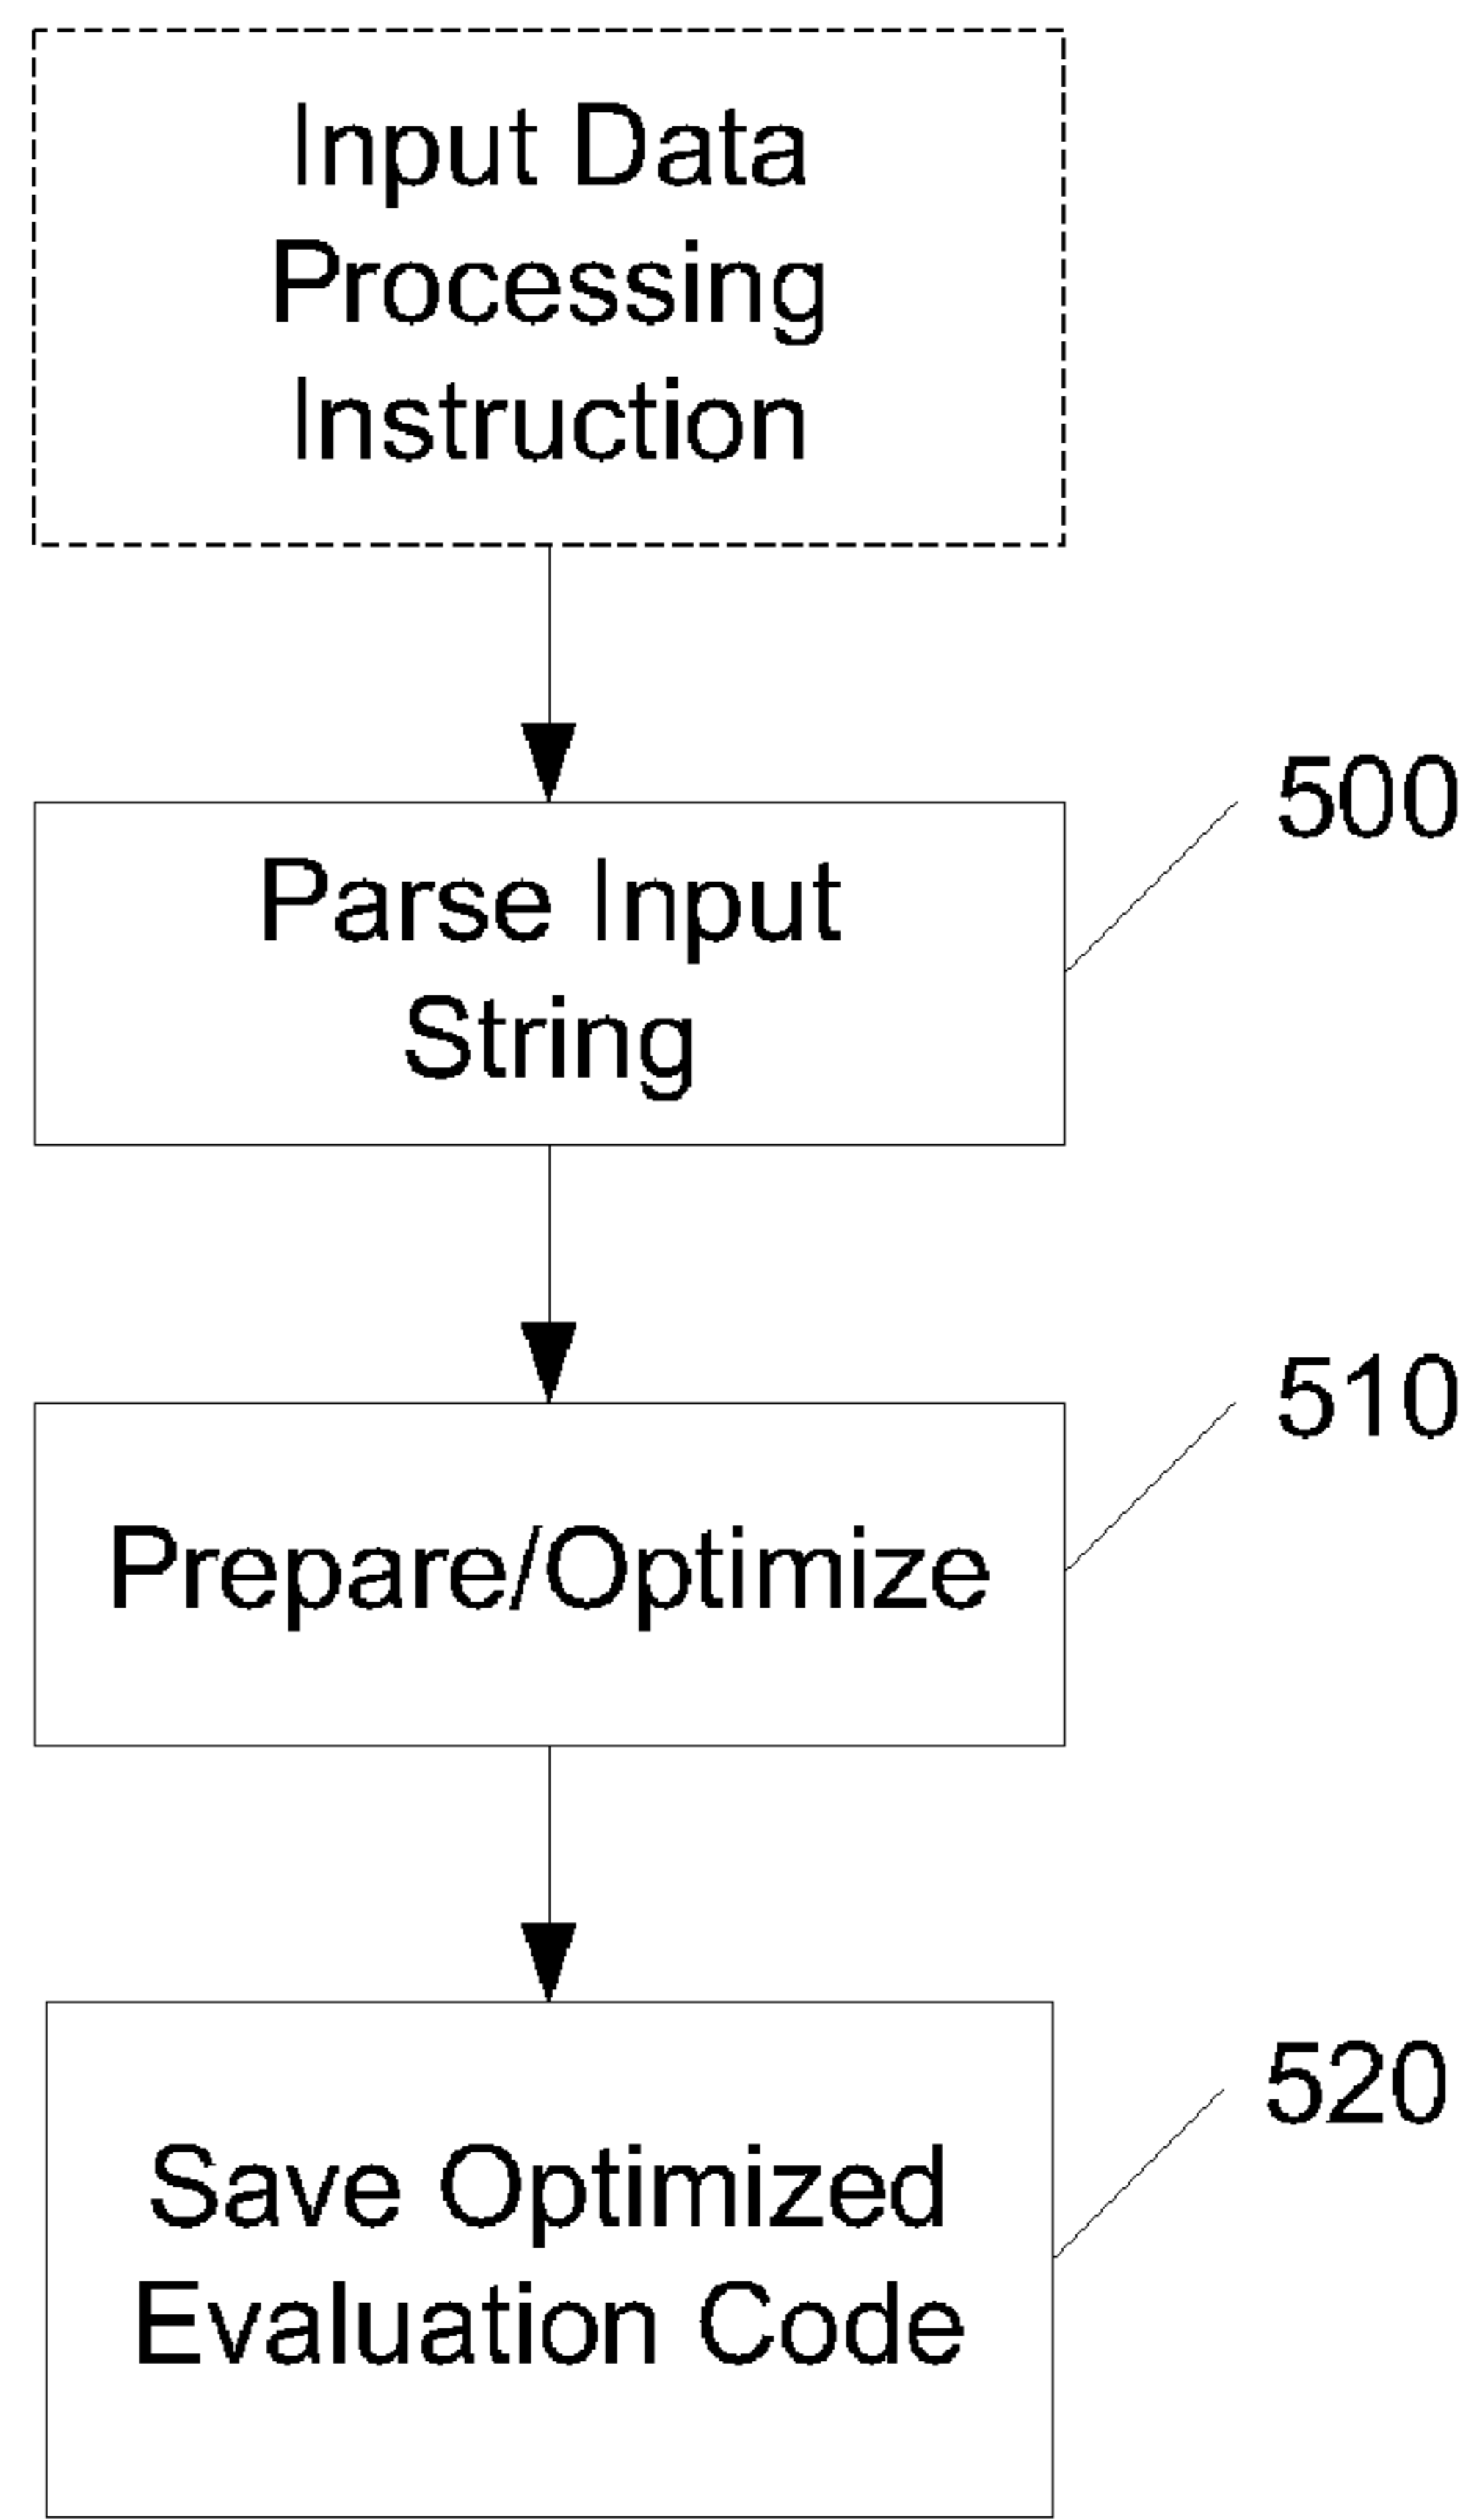 Input Data
Processing
Instruction
500
Parse Input
String
510
Prepare/Optimize
520
Save Optimized
Evaluation Code